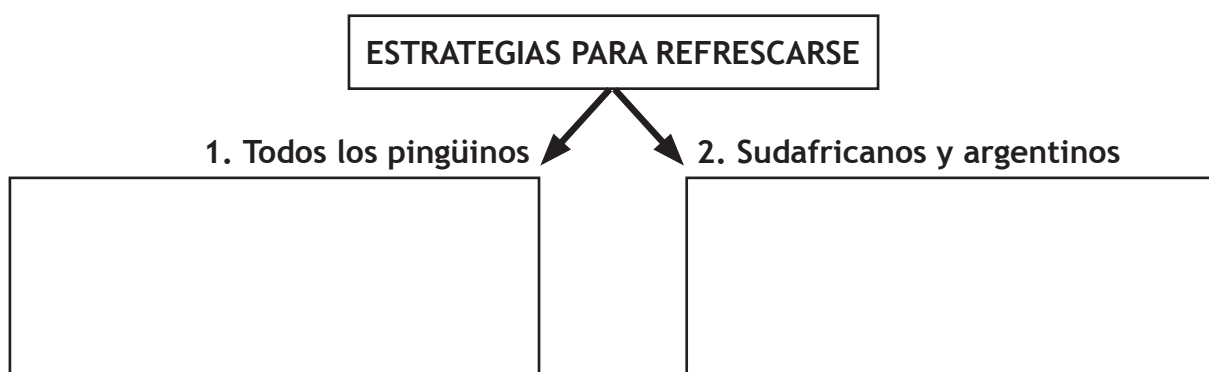 ESTRATEGIAS PARA REFRESCARSE
1. Todos los pingüinos
2. Sudafricanos y argentinos